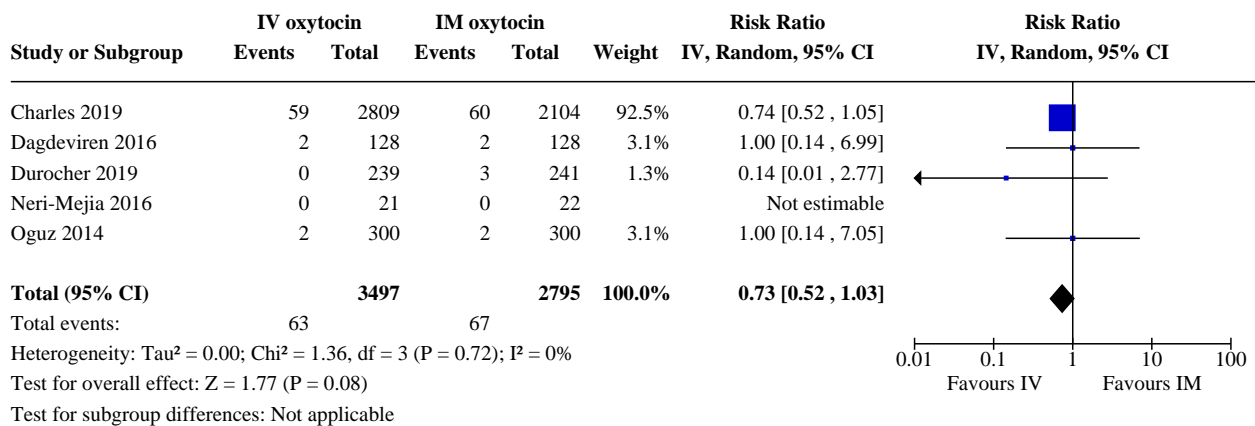 IV oxytocin IM oxytocin Risk Ratio Risk Ratio
Study or Subgroup Events Total Events Total Weight IV, Random, 95% CI IV, Random, 95% CI
Charles 2019 59 2809 60 2104 92.5% 0.74 [0.52 , 1.05]
Dagdeviren 2016 2 128 2 128 3.1% 1.00 [0.14 , 6.99]
Durocher 2019 0 239 3 241 1.3% 0.14 [0.01 , 2.77]
Neri-Mejia 2016 0 21 0 22 Not estimable
Oguz 2014 2 300 2 300 3.1% 1.00 [0.14 , 7.05]
Total (95% CI) 3497 2795 100.0% 0.73 [0.52 , 1.03]
Total events: 63 67
Heterogeneity: Tau² = 0.00; Chi² = 1.36, df = 3 (P = 0.72); I² = 0%
Test for overall effect: Z = 1.77 (P = 0.08)
Test for subgroup differences: Not applicable
0.01 0.1 1 10 100
Favours IV Favours IM